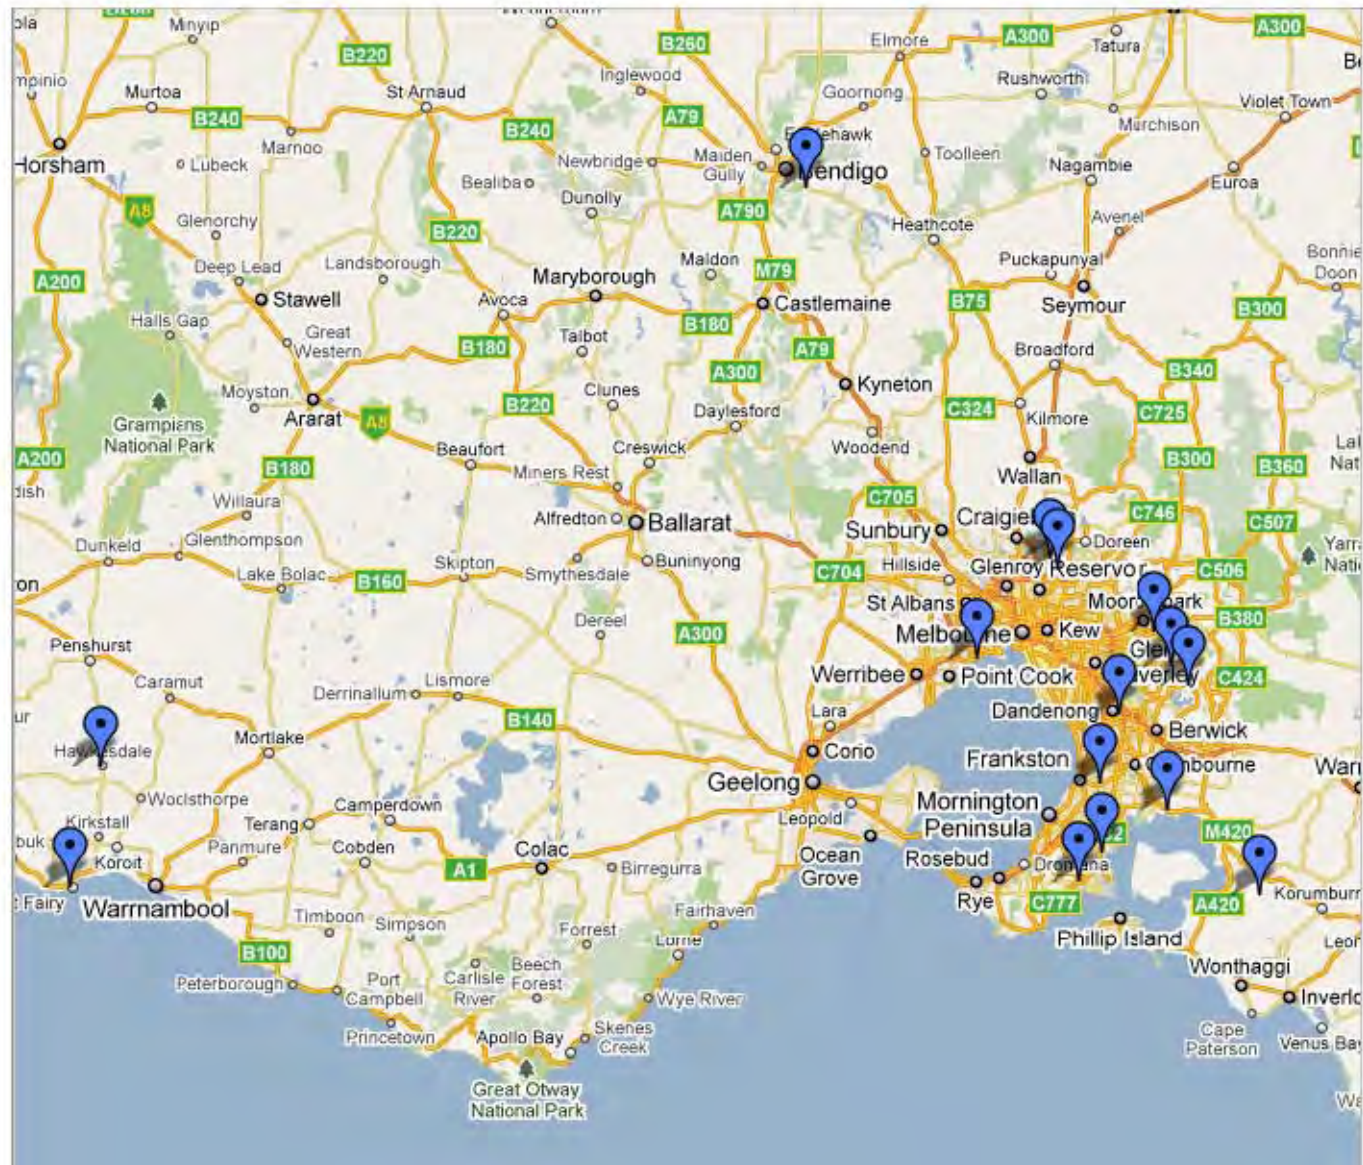 Minyip
B220
B260
Elmore
A300
Tatura
A300
Inglewood
Rushworth
Murtoa
St Arnaud
Goornong
Violet Town
B240
A79
Marnoo
B240
Murchison
Horsham
Lubeck
Newbridge
Maiden
Gully
Toolleen
Nagambie
Euroa
Bealiba
Dunolly
A8
A790
Glenorchy
B220
Heathcote
Avenel
Deep Lead
Landsborough
Maldon
Puckapunyal
Bonnie
Doon
A200
Maryborough
M79
Stawell
Avoca
Castlemaine
B75
Seymour
B300
Halls Gap
Great
Western
B180
Talbot
B180
A79
Broadford
A300
B340
Moyston
Clunes
Kyneton
B220
C324
C725
Ararat
A8
Daylesford
Kilmore
Grampians
National Park
Beaufort
Creswick
Woodend
A200
B180
Miners Rest
Wallan
B300
B360
Willaura
C705
Alfredton
Ballarat
Sunbury
C746
C507
Dunkeld
Glenthompson
Doreen
Skipton
Buninyong
Hillside
Glenroy
Reservoir
Lake Bolac
B160
Smythesdale
C704
C506
St Albans
Dereel
A300
Melbourne
Kew
B380
Penshurst
Werribee
Point Cook
C424
Caramut
Derrinallum
Lismore
B140
Lara
Dandenong
Berwick
Mortlake
Corio
Frankston
Geelong
Woolsthorpe
Camperdown
Mornington
Peninsula
Kirkstall
Terang
Leopold
M420
Koroit
Panmure
Cobden
Colac
Birregurra
Ocean
Grove
Rosebud
Dromana
A1
Warrnambool
Rye
C777
A420
Timboon
Simpson
Fairhaven
Phillip Island
B100
Forrest
Lorne
Wonthaggi
Peterborough
Port
Campbell
Carlisle
River
Beech
Forest
Wye River
Cape
Paterson
Princetown
Apollo Bay
Skenes
Creek
Great Otway
National Park